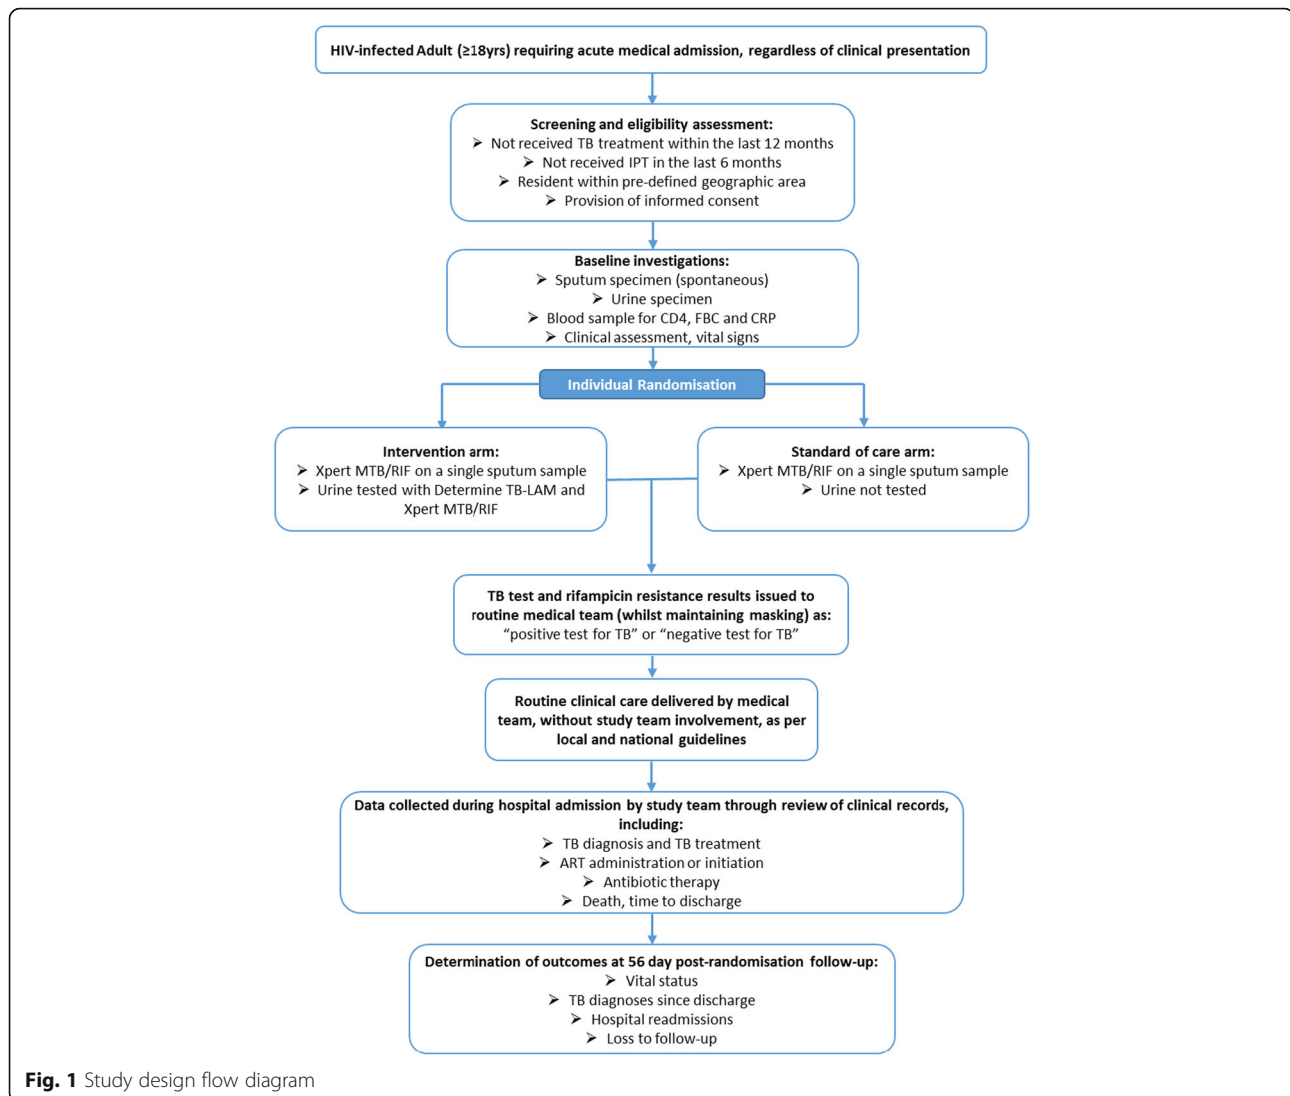 HIV-infected Adult (≥18yrs) requiring acute medical admission, regardless of clinical presentation
Screening and eligibility assessment:
➢ Not received TB treatment within the last 12 months
➢ Not received IPT in the last 6 months
➢ Resident within pre-defined geographic area
➢ Provision of informed consent
Baseline investigations:
➢ Sputum specimen (spontaneous)
➢ Urine specimen
➢ Blood sample for CD4, FBC and CRP
➢ Clinical assessment, vital signs
Individual Randomisation
Intervention arm:
➢ Xpert MTB/RIF on a single sputum sample
➢ Urine tested with Determine TB-LAM and
Xpert MTB/RIF
Standard of care arm:
➢ Xpert MTB/RIF on a single sputum sample
➢ Urine not tested
TB test and rifampicin resistance results issued to
routine medical team (whilst maintaining masking) as:
“positive test for TB” or “negative test for TB”
Routine clinical care delivered by medical
team, without study team involvement, as per
local and national guidelines
Data collected during hospital admission by study team through review of clinical records,
including:
➢ TB diagnosis and TB treatment
➢ ART administration or initiation
➢ Antibiotic therapy
➢ Death, time to discharge
Determination of outcomes at 56 day post-randomisation follow-up:
➢ Vital status
➢ TB diagnoses since discharge
➢ Hospital readmissions
➢ Loss to follow-up
Fig. 1 Study design flow diagram